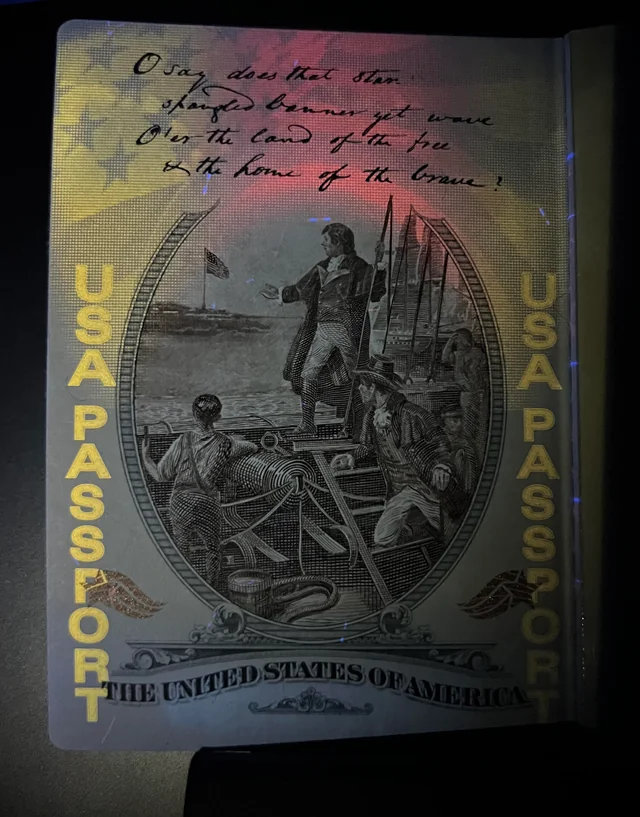 O say does that star
spangled banner yet wave
O'er the land of the free
& the home of the brave?
USA PASSPORT
USA PASSPORT
THE UNITED STATES OF AMERICA